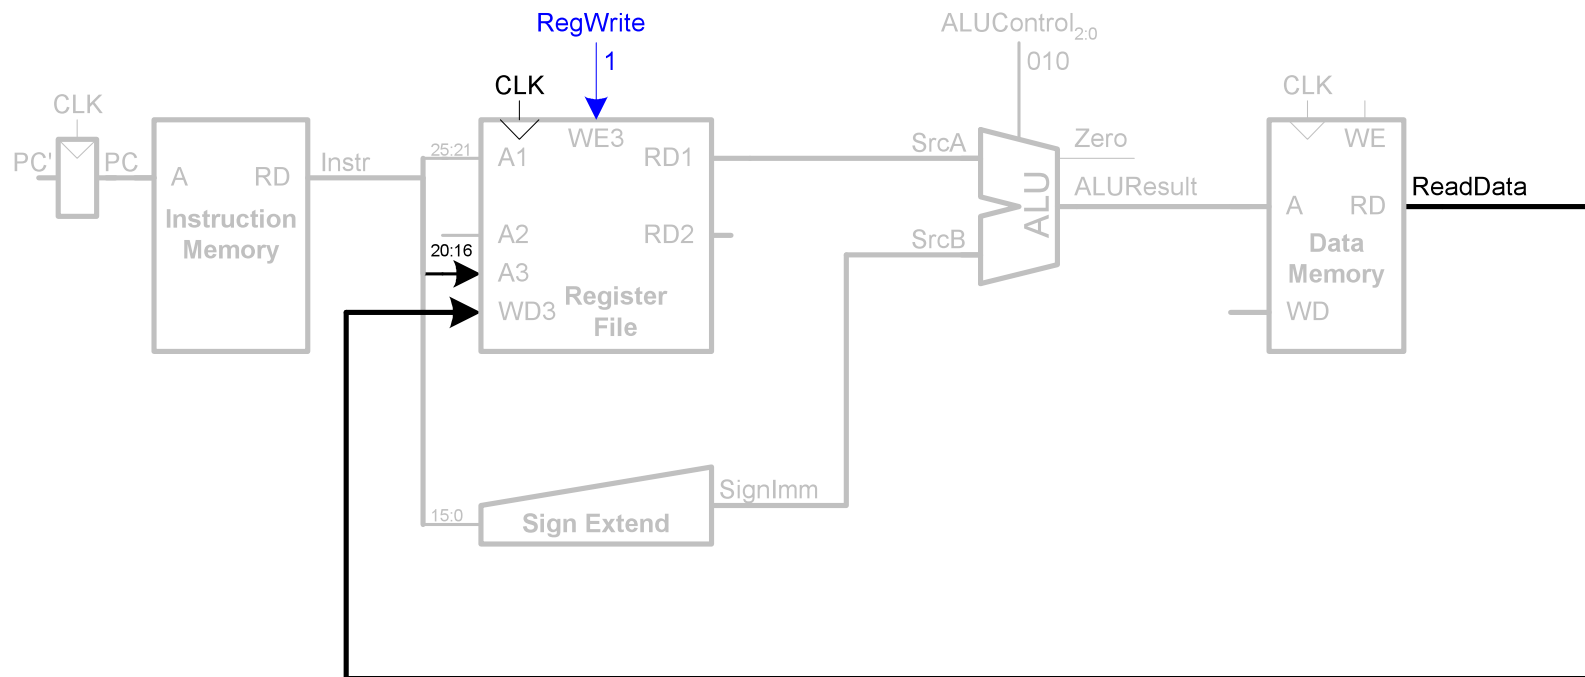 RegWrite
1
ALUControl2:0
010
CLK
CLK
CLK
PC'
PC
A
RD
Instruction
Memory
Instr
25:21
A1
WE3
RD1
A2
RD2
20:16
A3
WD3
Register
File
SrcA
SrcB
ALU
Zero
ALUResult
WE
A
RD
Data
Memory
WD
ReadData
15:0
Sign Extend
SignImm